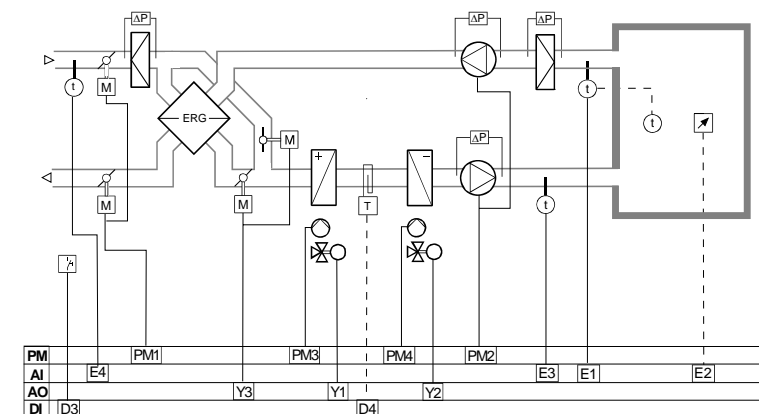 ΔP ΔP ΔP
t M t
ERG t
M
+ − ΔP
M M T t
PM PM1 PM3 PM4 PM2
AI E4 E3 E1 E2
AO Y3 Y1 Y2
DI D3 D4